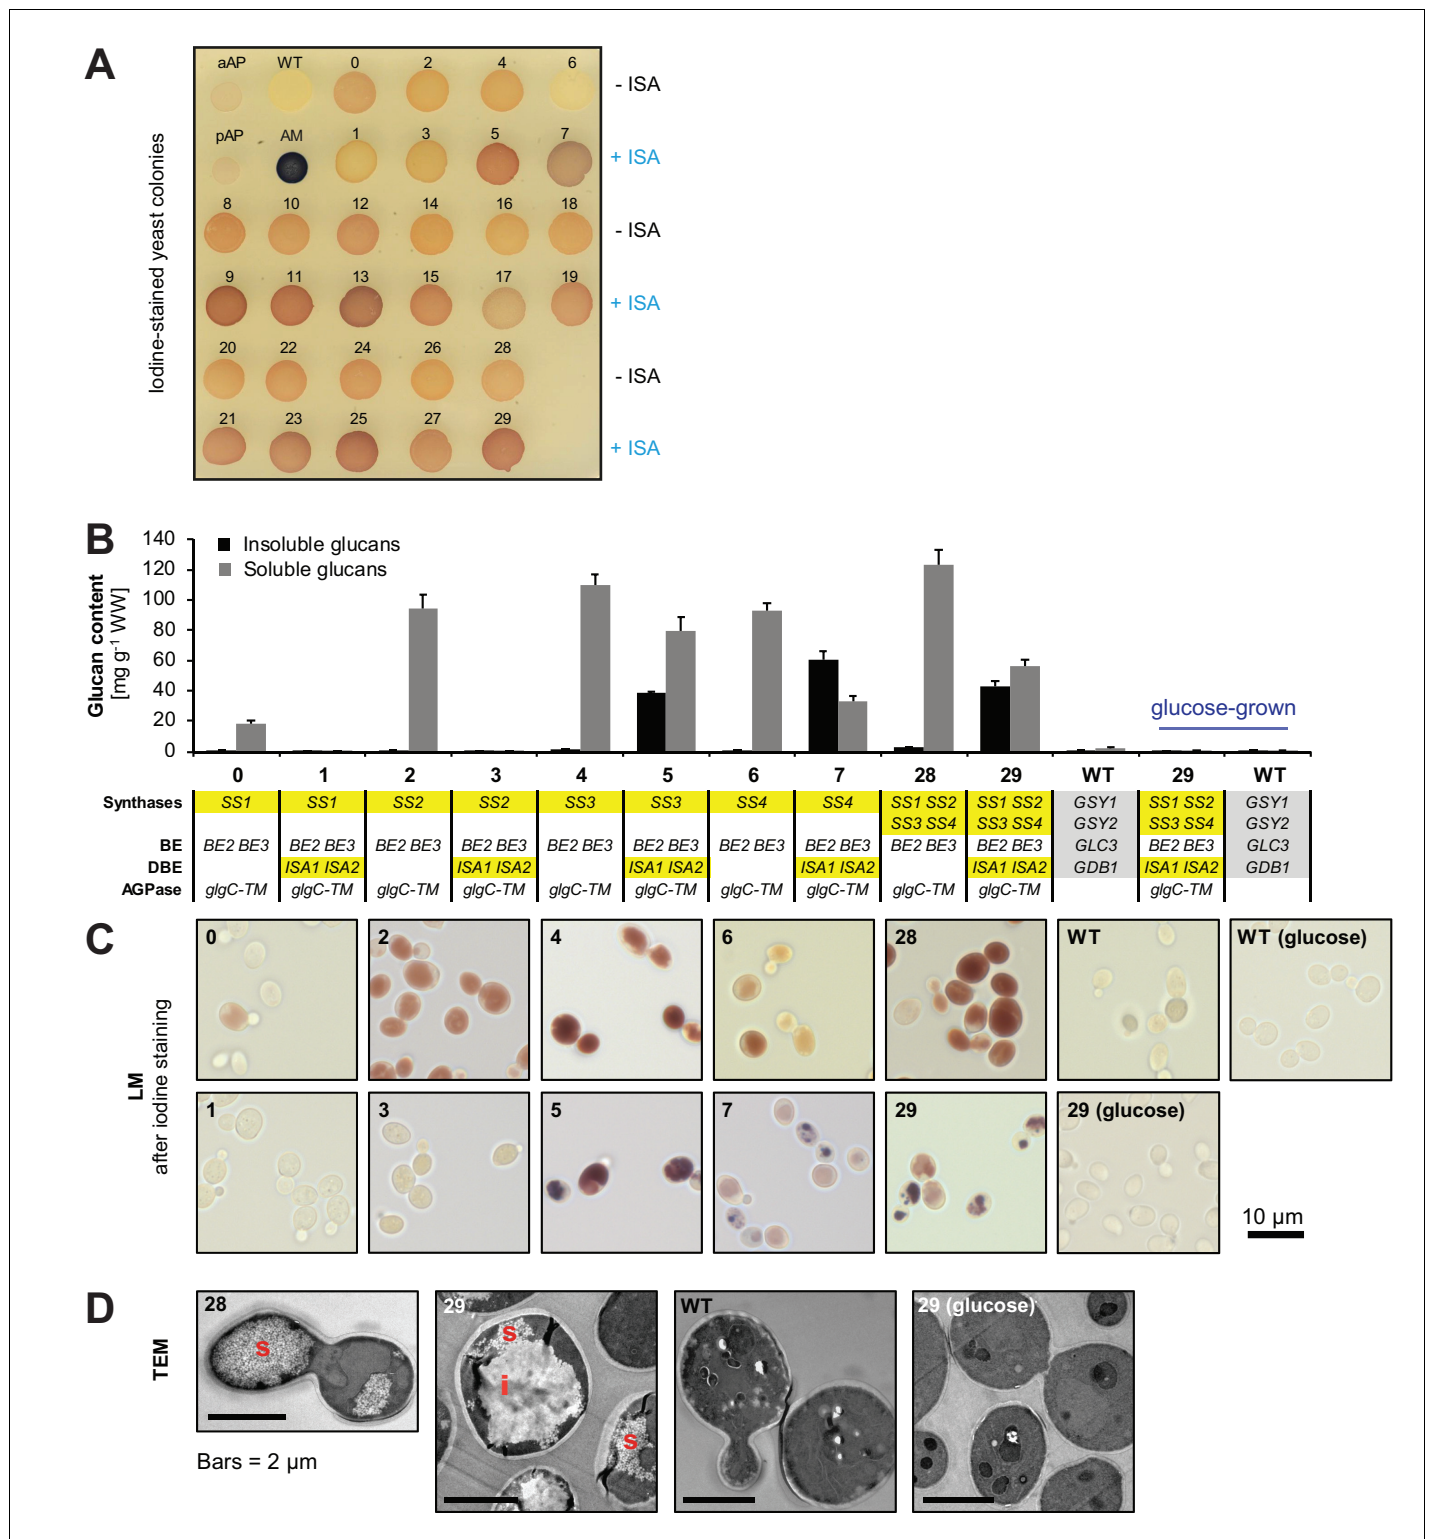 A
Iodine-stained yeast colonies
aAP WT 0 2 4 6
- ISA
pAP AM 1 3 5 7
+ ISA
8 10 12 14 16 18
- ISA
9 11 13 15 17 19
+ ISA
20 22 24 26 28
- ISA
21 23 25 27 29
+ ISA
B
Glucan content
[mg g-1 WW]
140
120
100
80
60
40
20
0
Insoluble glucans
Soluble glucans
glucose-grown
0 1 2 3 4 5 6 7 28 29 WT 29 WT
Synthases SS1 SS1 SS2 SS2 SS3 SS3 SS4 SS4 SS1 SS2 SS1 SS2 GSY1 SS1 SS2 GSY1
SS3 SS4 SS3 SS4 GSY2 SS3 SS4 GSY2
BE BE2 BE3 BE2 BE3 BE2 BE3 BE2 BE3 BE2 BE3 BE2 BE3 BE2 BE3 BE2 BE3 BE2 BE3 BE2 BE3 GLC3 BE2 BE3 GLC3
DBE ISA1 ISA2 ISA1 ISA2 ISA1 ISA2 ISA1 ISA2 ISA1 ISA2 GDB1 ISA1 ISA2 GDB1
AGPase glgC-TM glgC-TM glgC-TM glgC-TM glgC-TM glgC-TM glgC-TM glgC-TM glgC-TM glgC-TM glgC-TM
C
LM
after iodine staining
0 2 4 6 28 WT WT (glucose)
1 3 5 7 29 29 (glucose)
10 µm
D
TEM
28 29 WT 29 (glucose)
s
s
i
s
Bars = 2 µm